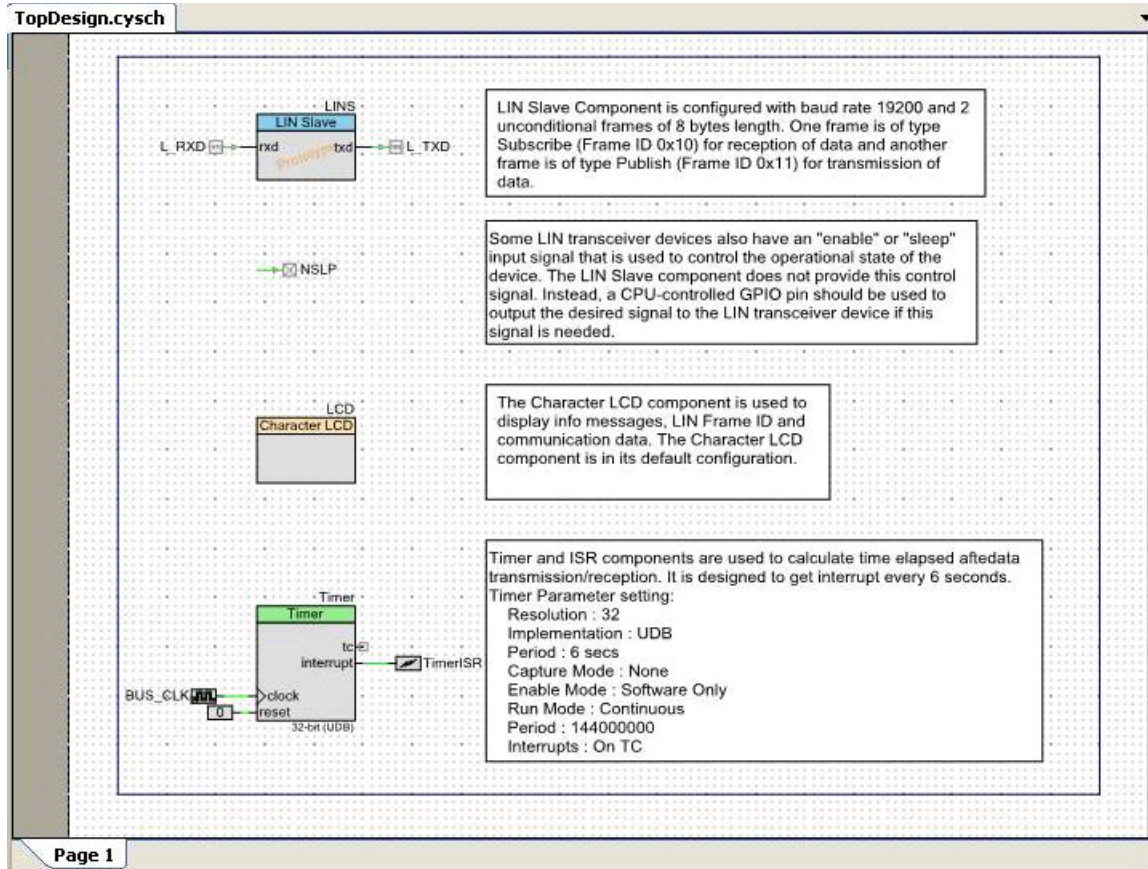 TopDesign.cysch
LINS
LIN Slave
L_RXD
rxd
Prototype
txd
L_TXD
LIN Slave Component is configured with baud rate 19200 and 2
unconditional frames of 8 bytes length. One frame is of type
Subscribe (Frame ID 0x10) for reception of data and another
frame is of type Publish (Frame ID 0x11) for transmission of
data.
NSLP
Some LIN transceiver devices also have an "enable" or "sleep"
input signal that is used to control the operational state of the
device. The LIN Slave component does not provide this control
signal. Instead, a CPU-controlled GPIO pin should be used to
output the desired signal to the LIN transceiver device if this
signal is needed.
LCD
Character LCD
The Character LCD component is used to
display info messages, LIN Frame ID and
communication data. The Character LCD
component is in its default configuration.
Timer
Timer
tc
interrupt
TimerISR
BUS_CLK
clock
0
reset
32-bit (UDB)
Timer and ISR components are used to calculate time elapsed aftedata
transmission/reception. It is designed to get interrupt every 6 seconds.
Timer Parameter setting:
Resolution : 32
Implementation : UDB
Period : 6 secs
Capture Mode : None
Enable Mode : Software Only
Run Mode : Continuous
Period : 144000000
Interrupts : On TC
Page 1